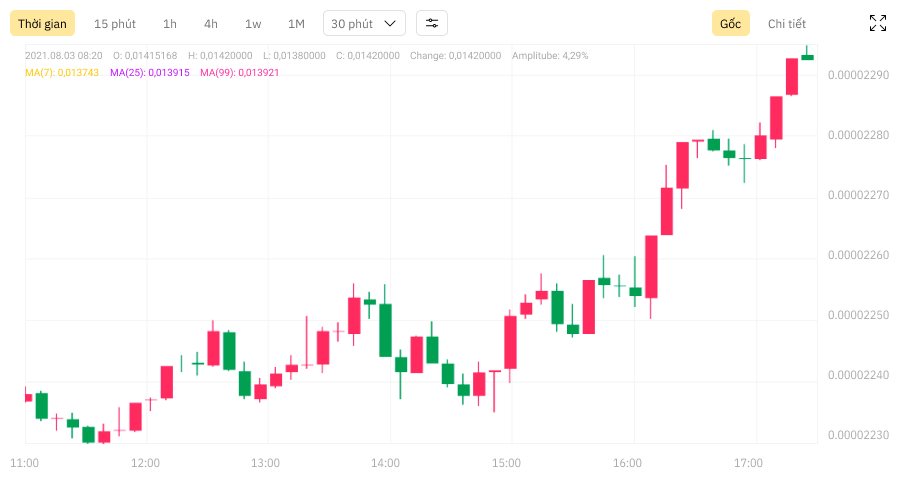 Thời gian 15 phút 1h 4h 1w 1M 30 phút Gốc Chi tiết
2021.08.03 08:20 O: 0,01415168 H: 0,01420000 L: 0,01380000 C: 0,01420000 Change: 0,01420000 Amplitube: 4,29%
MA(7): 0,013743 MA(25): 0,013915 MA(99): 0,013921
0.00002290
0.00002280
0.00002270
0.00002260
0.00002250
0.00002240
0.00002230
11:00 12:00 13:00 14:00 15:00 16:00 17:00